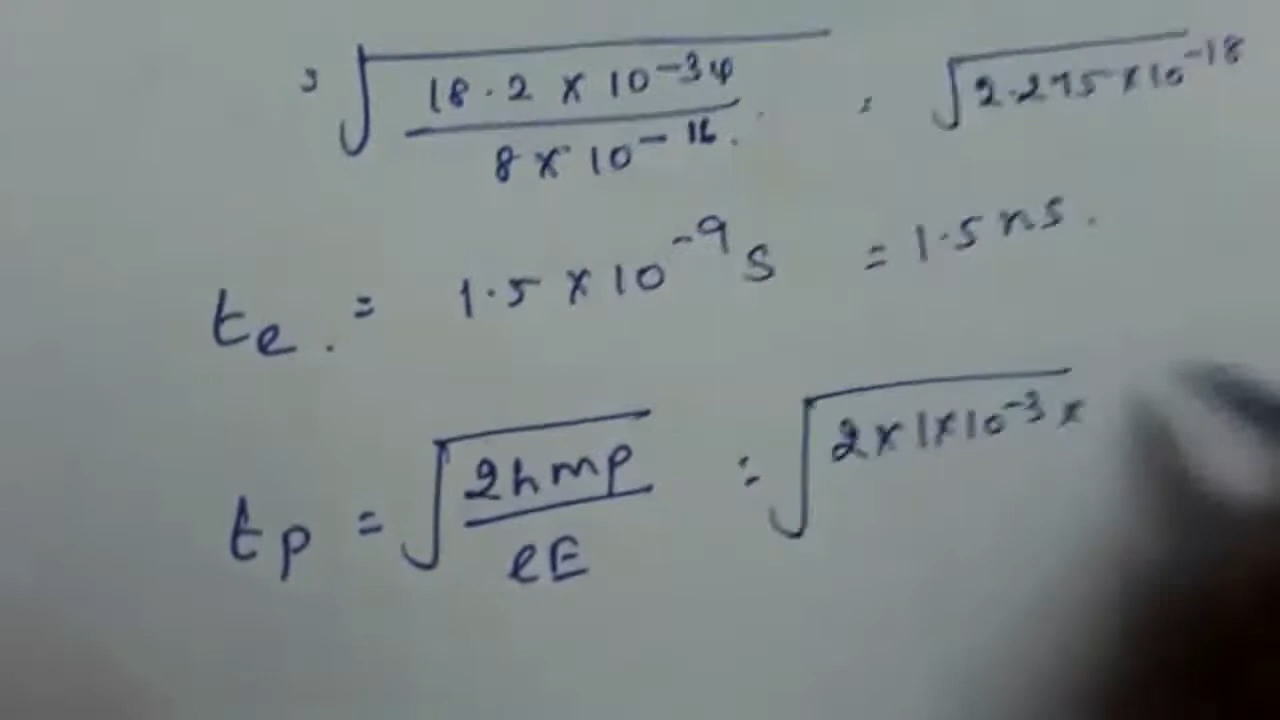 = √(18.2 × 10⁻³⁴ / 8 × 10⁻¹⁶) = √(2.275 × 10⁻¹⁸)
te = 1.5 × 10⁻⁹ s = 1.5 ns.
tp = √(2hmp / eE) = √(2 × 1 × 10⁻³ ×